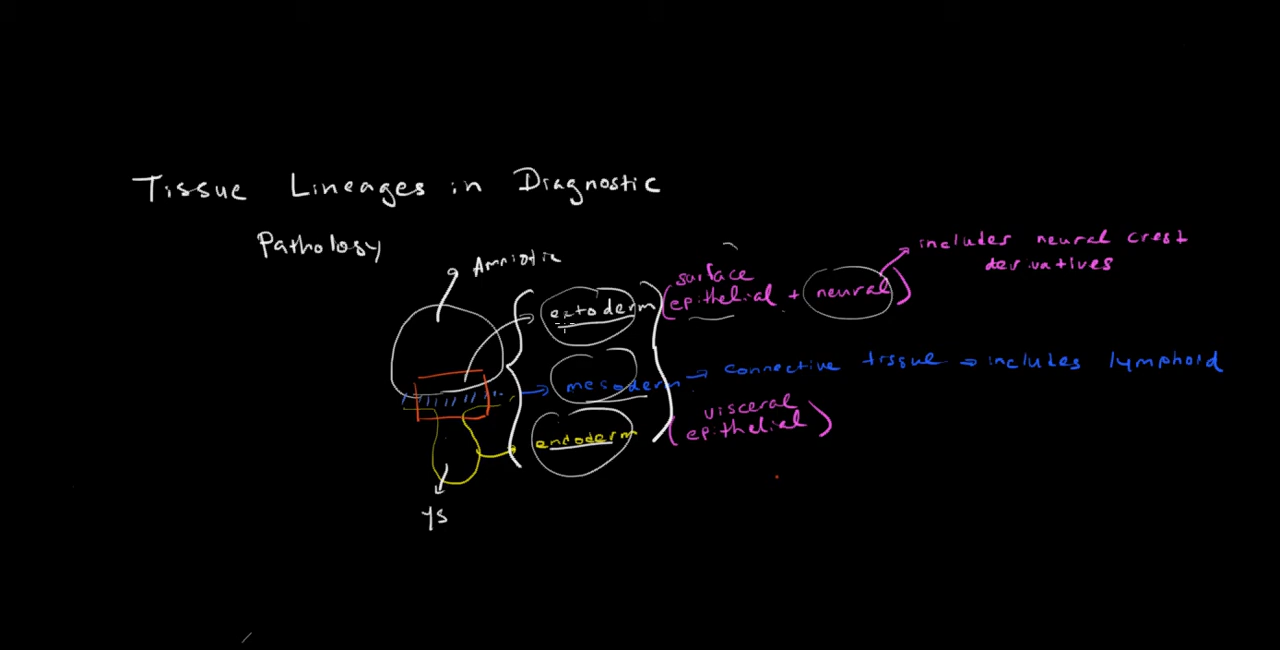 Tissue Lineages in Diagnostic
Pathology
Amniotic
ectoderm (surface epithelial + neural)
includes neural crest
derivatives
mesoderm → connective tissue → includes lymphoid
endoderm (visceral epithelial)
YS